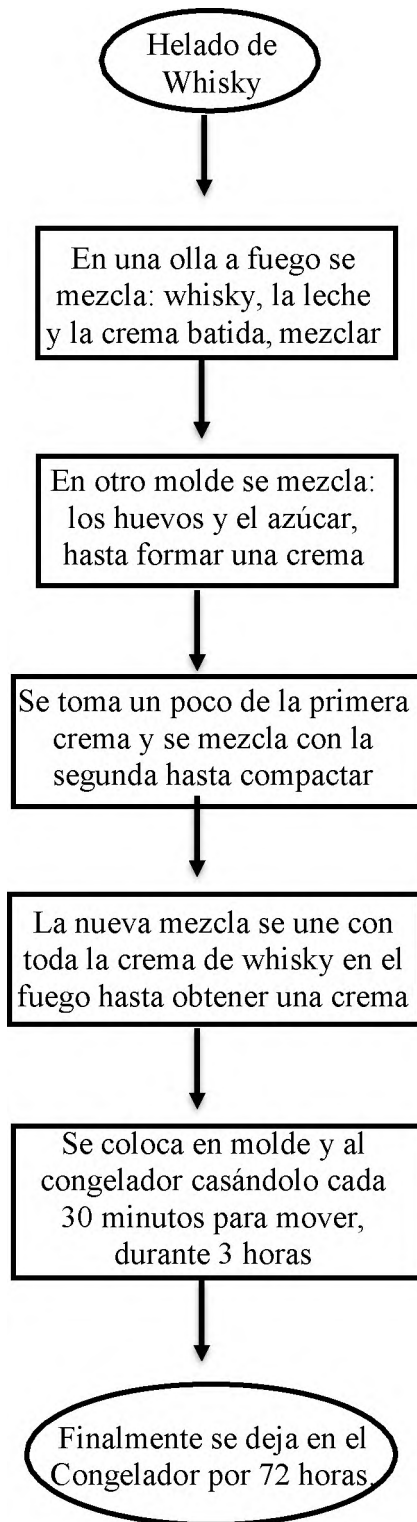 Helado de
Whisky
En una olla a fuego se
mezcla: whisky, la leche
y la crema batida, mezclar
En otro molde se mezcla:
los huevos y el azúcar,
hasta formar una crema
Se toma un poco de la primera
crema y se mezcla con la
segunda hasta compactar
La nueva mezcla se une con
toda la crema de whisky en el
fuego hasta obtener una crema
Se coloca en molde y al
congelador casándolo cada
30 minutos para mover,
durante 3 horas
Finalmente se deja en el
Congelador por 72 horas.